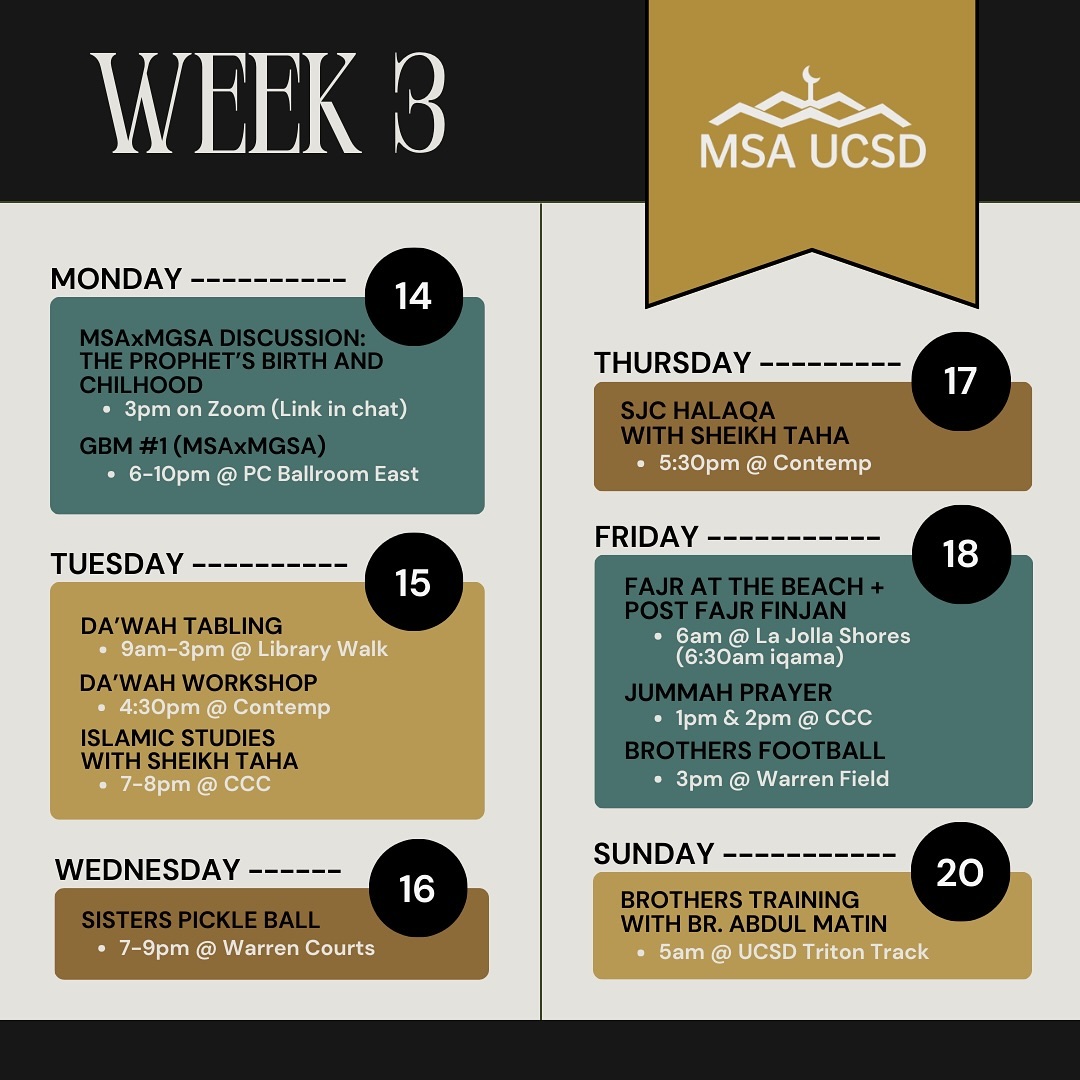 WEEK 3
MSA UCSD
MONDAY ----------
14
MSAxMGSA DISCUSSION:
THE PROPHET'S BIRTH AND
CHILHOOD
• 3pm on Zoom (Link in chat)
GBM #1 (MSAxMGSA)
• 6-10pm @ PC Ballroom East
TUESDAY ----------
15
DA'WAH TABLING
• 9am-3pm @ Library Walk
DA'WAH WORKSHOP
• 4:30pm @ Contemp
ISLAMIC STUDIES
WITH SHEIKH TAHA
• 7-8pm @ CCC
WEDNESDAY ------
16
SISTERS PICKLE BALL
• 7-9pm @ Warren Courts
THURSDAY ---------
17
SJC HALAQA
WITH SHEIKH TAHA
• 5:30pm @ Contemp
FRIDAY -----------
18
FAJR AT THE BEACH +
POST FAJR FINJAN
• 6am @ La Jolla Shores
(6:30am iqama)
JUMMAH PRAYER
• 1pm & 2pm @ CCC
BROTHERS FOOTBALL
• 3pm @ Warren Field
SUNDAY -----------
20
BROTHERS TRAINING
WITH BR. ABDUL MATIN
• 5am @ UCSD Triton Track